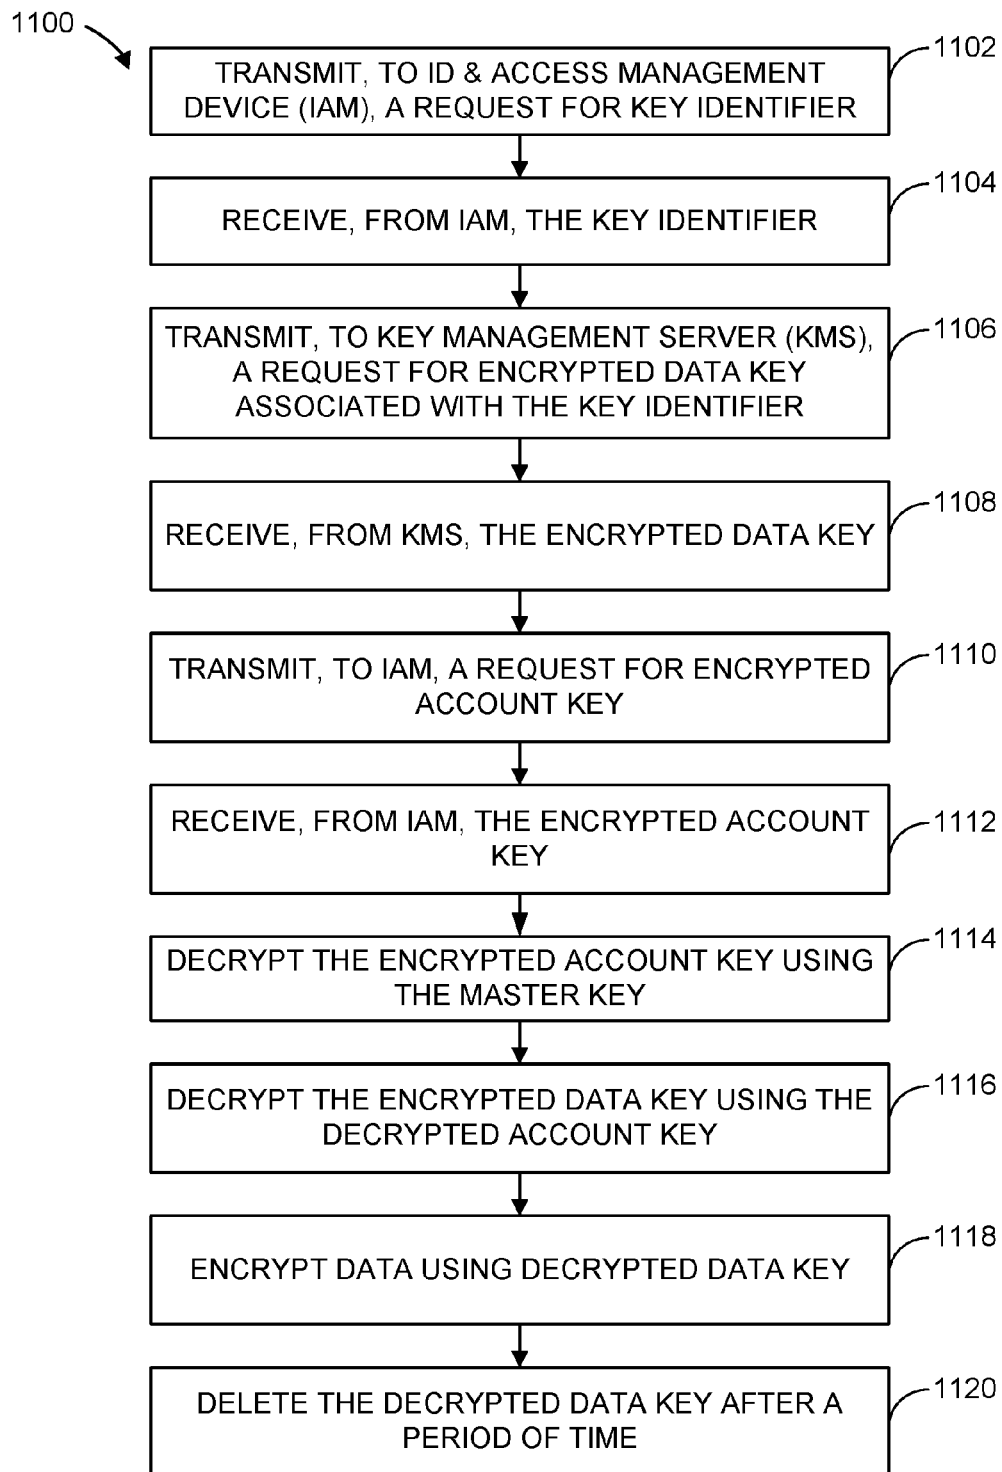 1100
1102
TRANSMIT, TO ID & ACCESS MANAGEMENT
DEVICE (IAM), A REQUEST FOR KEY IDENTIFIER
1104
RECEIVE, FROM IAM, THE KEY IDENTIFIER
1106
TRANSMIT, TO KEY MANAGEMENT SERVER (KMS),
A REQUEST FOR ENCRYPTED DATA KEY
ASSOCIATED WITH THE KEY IDENTIFIER
1108
RECEIVE, FROM KMS, THE ENCRYPTED DATA KEY
1110
TRANSMIT, TO IAM, A REQUEST FOR ENCRYPTED
ACCOUNT KEY
1112
RECEIVE, FROM IAM, THE ENCRYPTED ACCOUNT
KEY
1114
DECRYPT THE ENCRYPTED ACCOUNT KEY USING
THE MASTER KEY
1116
DECRYPT THE ENCRYPTED DATA KEY USING THE
DECRYPTED ACCOUNT KEY
1118
ENCRYPT DATA USING DECRYPTED DATA KEY
1120
DELETE THE DECRYPTED DATA KEY AFTER A
PERIOD OF TIME